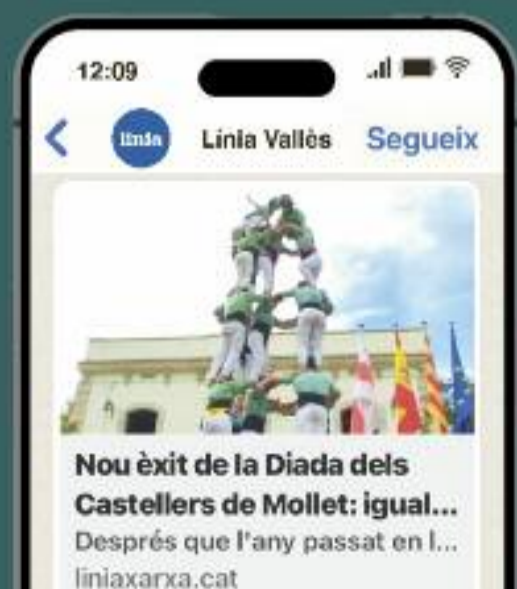 12:09
línia
Línia Vallès
Segueix
Nou èxit de la Diada dels
Castellers de Mollet: igual...
Després que l'any passat en l...
liniaxarxa.cat